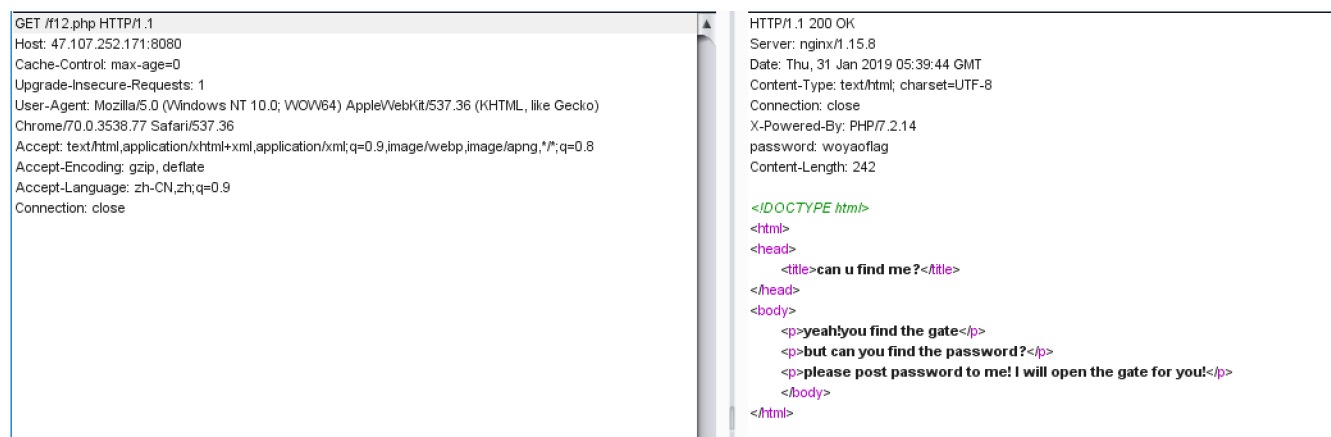 GET /f12.php HTTP/1.1
Host: 47.107.252.171:8080
Cache-Control: max-age=0
Upgrade-Insecure-Requests: 1
User-Agent: Mozilla/5.0 (Windows NT 10.0; WOW64) AppleWebKit/537.36 (KHTML, like Gecko)
Chrome/70.0.3538.77 Safari/537.36
Accept: text/html,application/xhtml+xml,application/xml;q=0.9,image/webp,image/apng,*/*;q=0.8
Accept-Encoding: gzip, deflate
Accept-Language: zh-CN,zh;q=0.9
Connection: close
HTTP/1.1 200 OK
Server: nginx/1.15.8
Date: Thu, 31 Jan 2019 05:39:44 GMT
Content-Type: text/html; charset=UTF-8
Connection: close
X-Powered-By: PHP/7.2.14
password: woyaoflag
Content-Length: 242
<!DOCTYPE html>
<html>
<head>
<title>can u find me?</title>
</head>
<body>
<p>yeah!you find the gate</p>
<p>but can you find the password?</p>
<p>please post password to me! I will open the gate for you!</p>
</body>
</html>